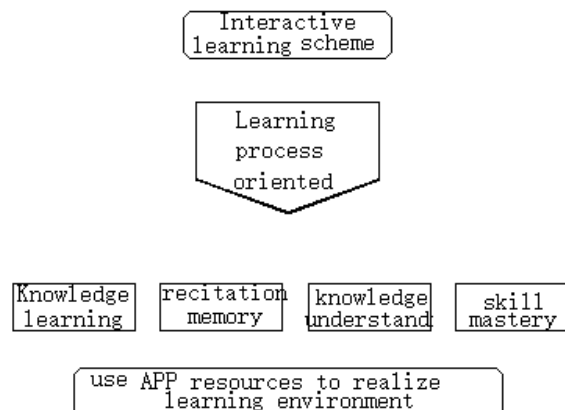 Interactive
learning scheme
Learning
process
oriented
Knowledge
learning
recitation
memory
knowledge
understand
skill
mastery
use APP resources to realize
learning environment